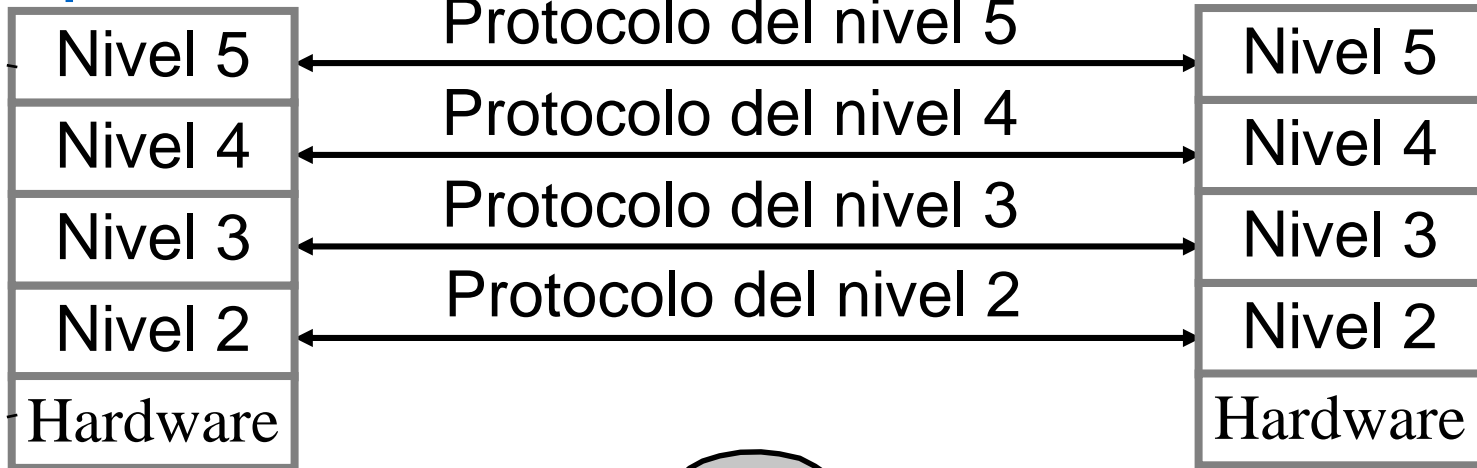 Nivel 5 Protocolo del nivel 5 Nivel 5
Nivel 4 Protocolo del nivel 4 Nivel 4
Nivel 3 Protocolo del nivel 3 Nivel 3
Nivel 2 Protocolo del nivel 2 Nivel 2
Hardware Hardware